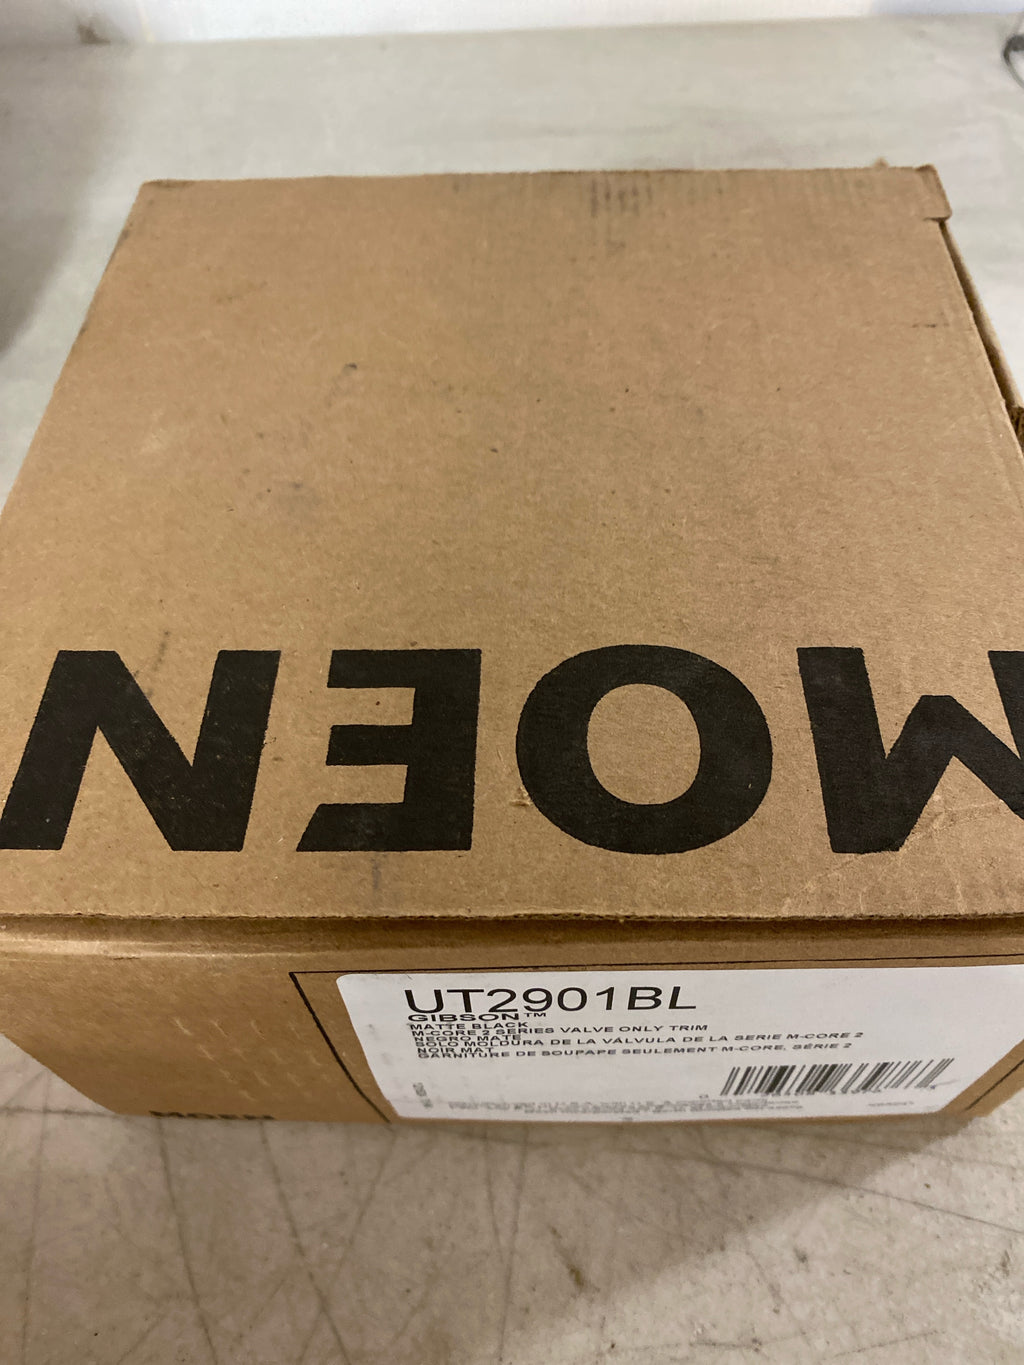 MOEN
UT2901BL
GIBSON™
MATTE BLACK
M-CORE 2 SERIES VALVE ONLY TRIM
NEGRO MATE
SOLO MOLDURA DE LA VÁLVULA DE LA SERIE M-CORE 2
NOIR MAT
GARNITURE DE SOUPAPE SEULEMENT M-CORE, SÉRIE 2
MOEN